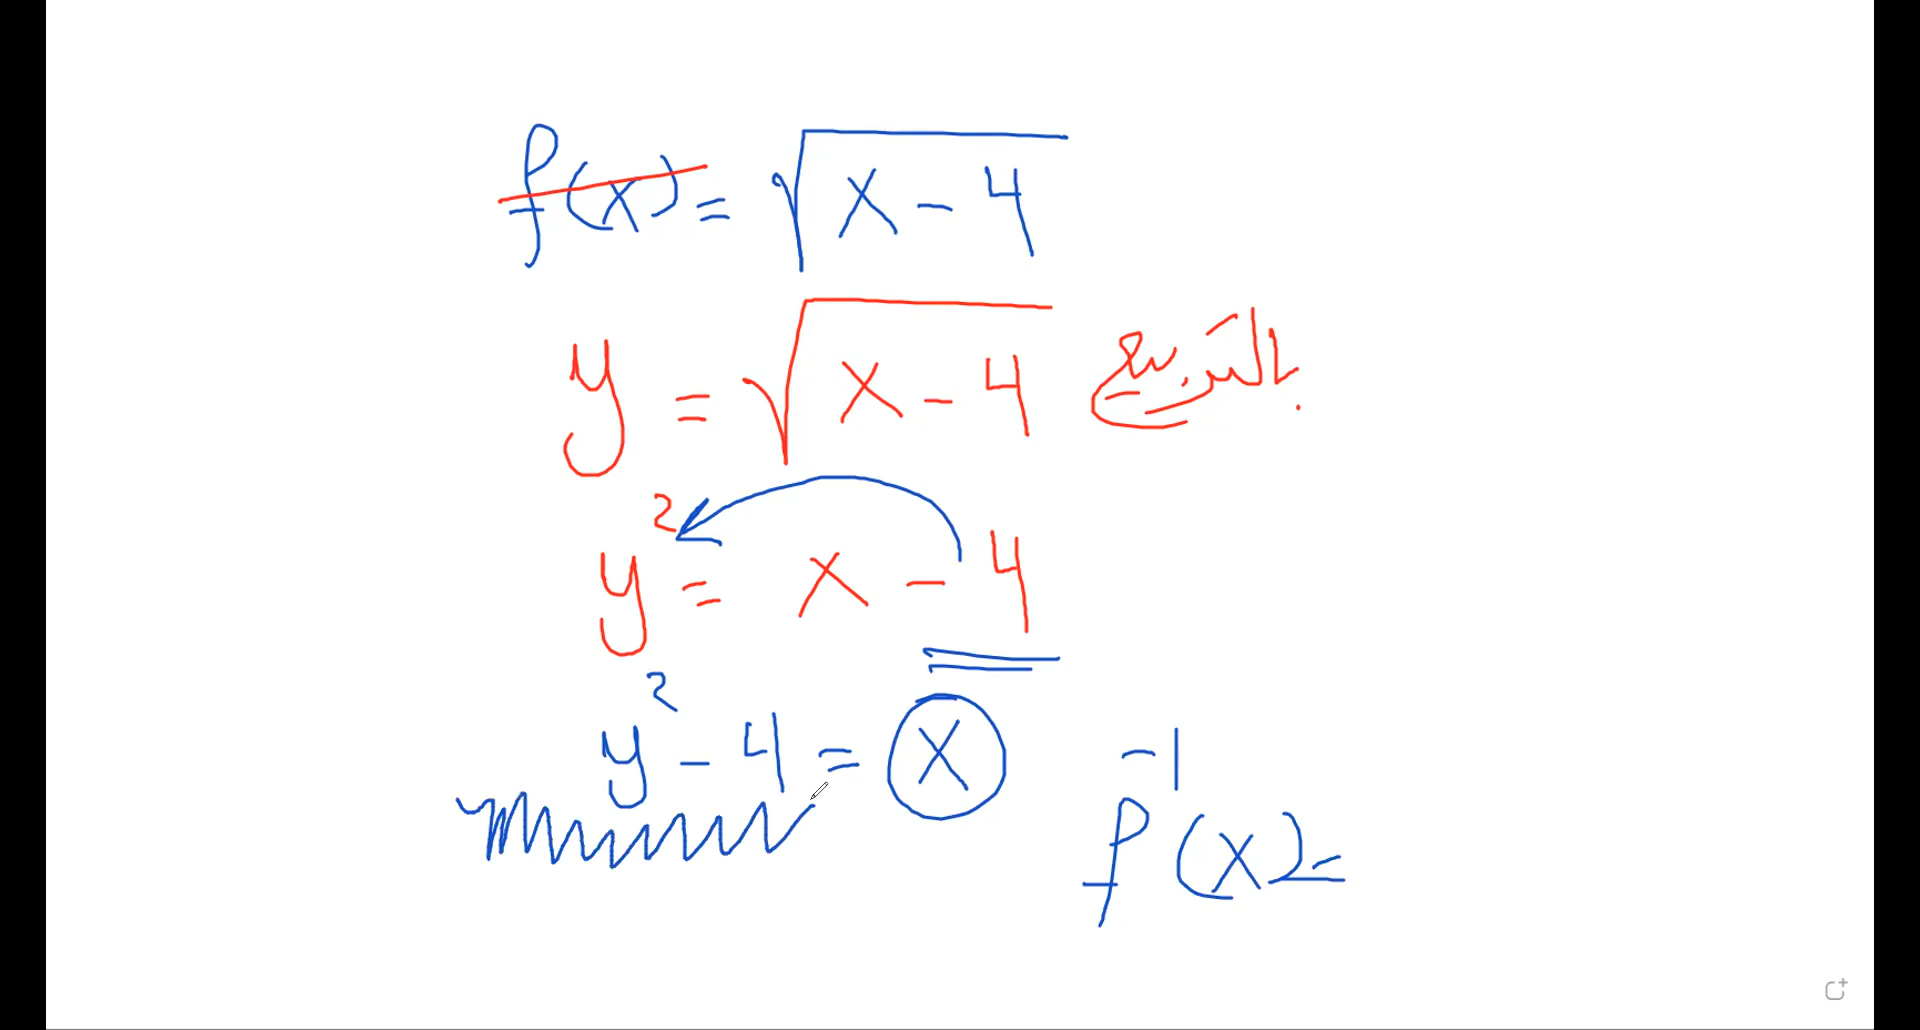 f(x) = √x - 4
y = √x - 4 بالتربيع
y² = x - 4
y² - 4 = x
f⁻¹(x) =